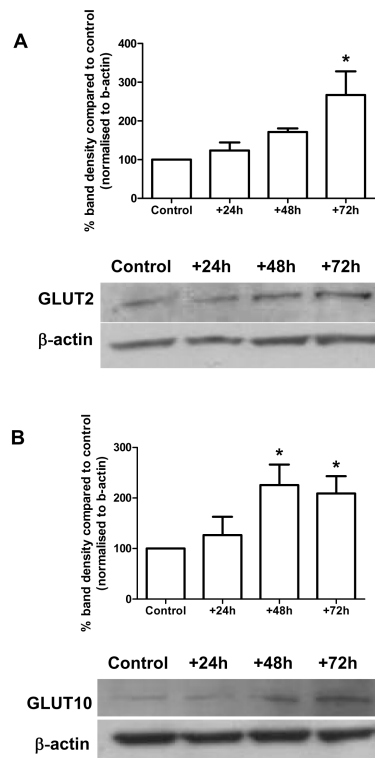 A
% band density compared to control
(normalised to b-actin)
400
300
200
100
0
*
Control +24h +48h +72h
Control +24h +48h +72h
GLUT2
β-actin
B
% band density compared to control
(normalised to b-actin)
300
200
100
0
* *
Control +24h +48h +72h
Control +24h +48h +72h
GLUT10
β-actin